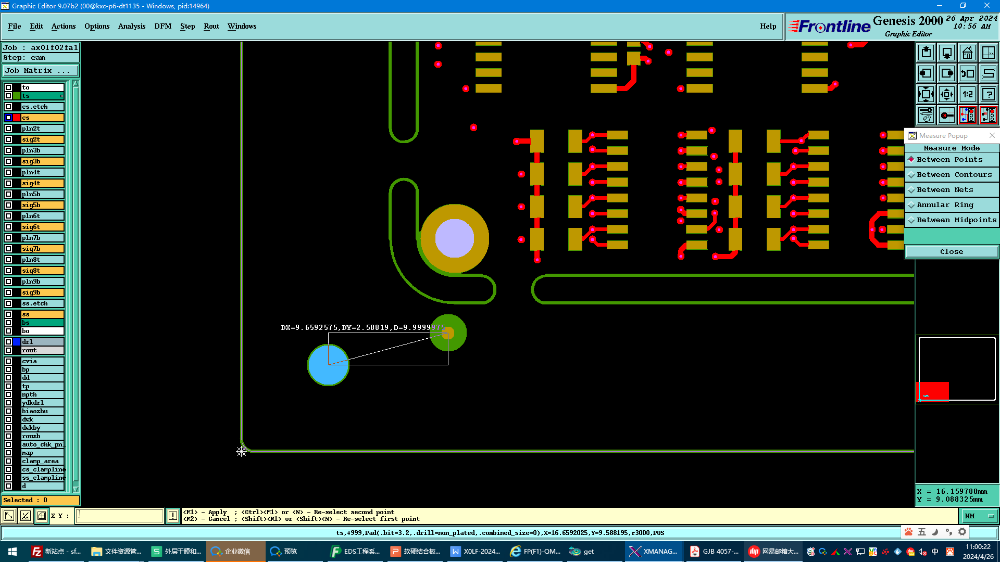 Graphic Editor 9.07b2 (00@kxc-p6-dt1135 - Windows, pid:14964)
File Edit Actions Options Analysis DFM Step Rout Windows Help
Frontline
Genesis 2000
Graphic Editor
26 Apr 2024
10:56 AM
Job : ax01f02fa1
Step: cam
Job Matrix ...
to
ts
cs.etch
cs
pln2t
sig2t
pln3b
sig3b
pln4t
sig4t
pln5b
sig5b
pln6t
sig6t
pln7b
sig7b
pln8t
sig8t
pln9b
sig9b
ss.etch
ss
bs
bo
drl
rout
cvia
bp
dd
tp
npth
ydkdrl
biaozhu
dwk
dwkby
rouxb
auto_chk_pnl
map
clamp_area
cs_clampline
ss_clampline
d
Selected : 0
DX=9.6592575,DY=2.58819,D=9.9999975
1:2
Measure Popup
Measure Mode
Between Points
Between Contours
Between Nets
Annular Ring
Between Midpoints
Close
X = 16.159788mm
Y = 9.088325mm
X Y :
<M1> - Apply ; <Ctrl><M1> or <N> - Re-select second point
<M2> - Cancel ; <Shift><M1> or <Shift><N> - Re-select first point
MM
ts,#999,Pad(.bit=3.2,.drill=non_plated,.combined_size=0),X=16.6592025,Y=9.588195,r3000,POS
五
新站点 - sf...
文件资源管...
外层干膜和...
企业微信
预览
EDS工程系...
软硬结合板...
X0LF-2024...
FP(F1)-QM...
get
XMANAG...
GJB 4057-...
网易邮箱大...
中
11:00:22
2024/4/26